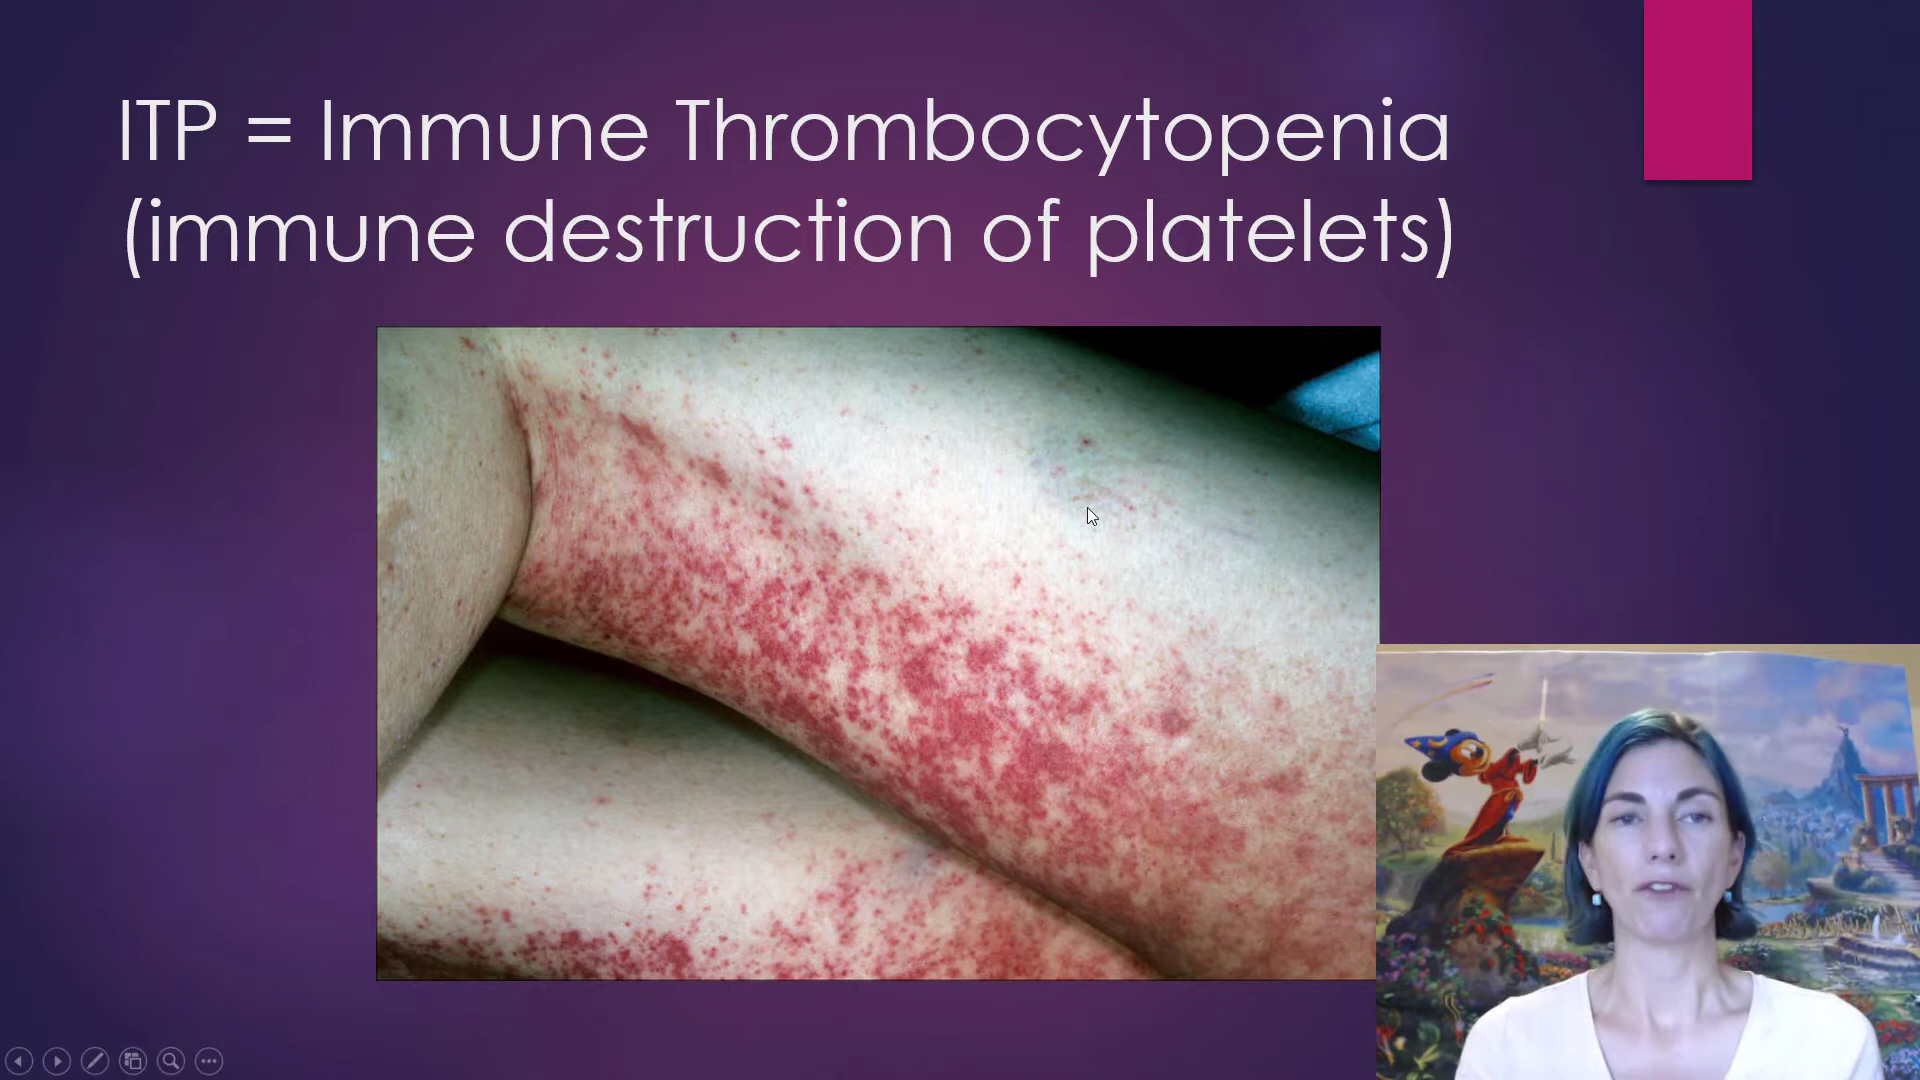 ITP = Immune Thrombocytopenia
(immune destruction of platelets)